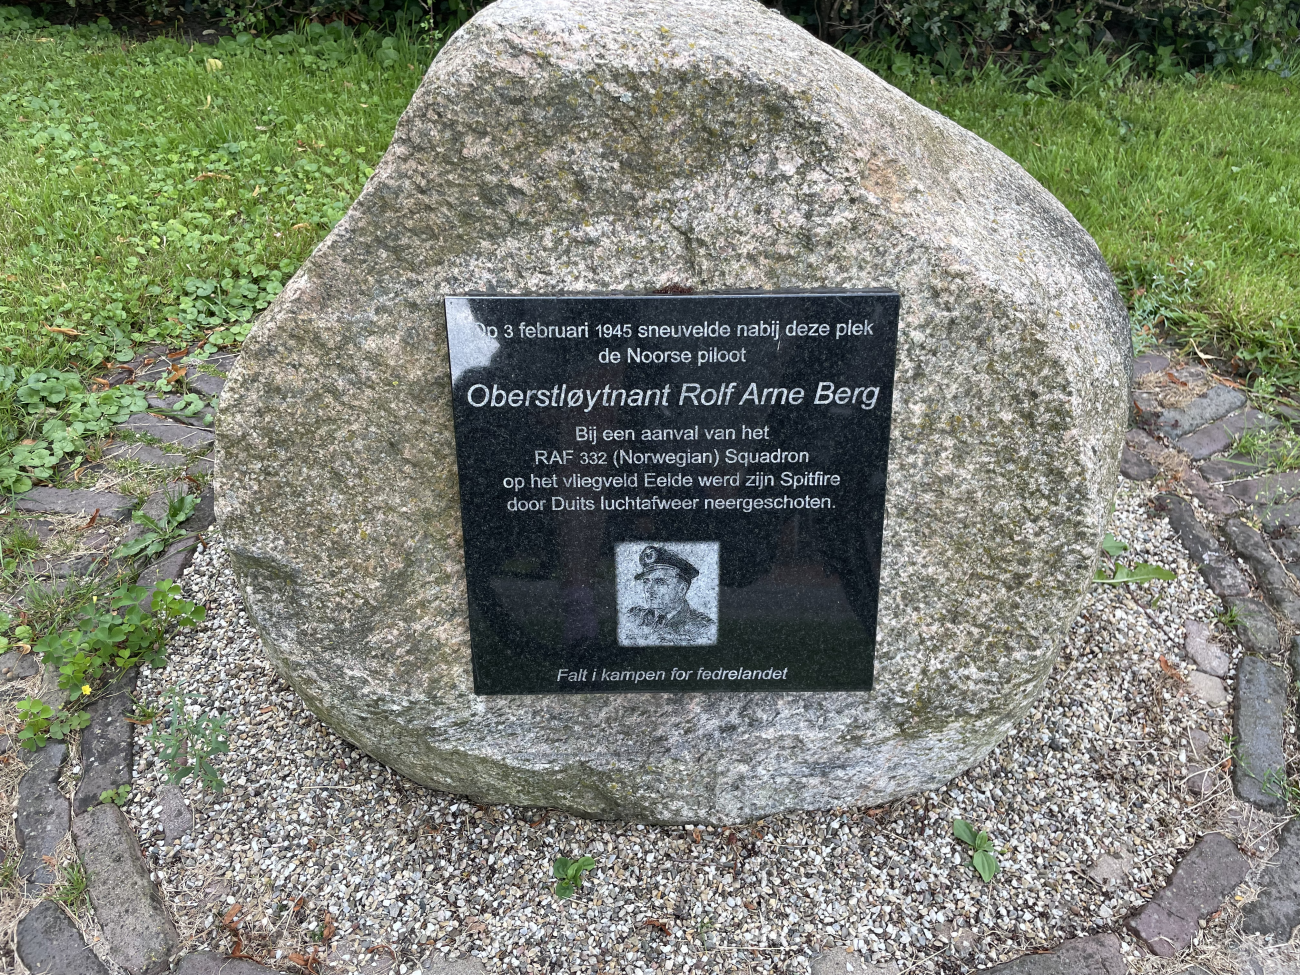 Op 3 februari 1945 sneuvelde nabij deze plek
de Noorse piloot
Oberstløytnant Rolf Arne Berg
Bij een aanval van het
RAF 332 (Norwegian) Squadron
op het vliegveld Eelde werd zijn Spitfire
door Duits luchtafweer neergeschoten.
Falt i kampen for fedrelandet